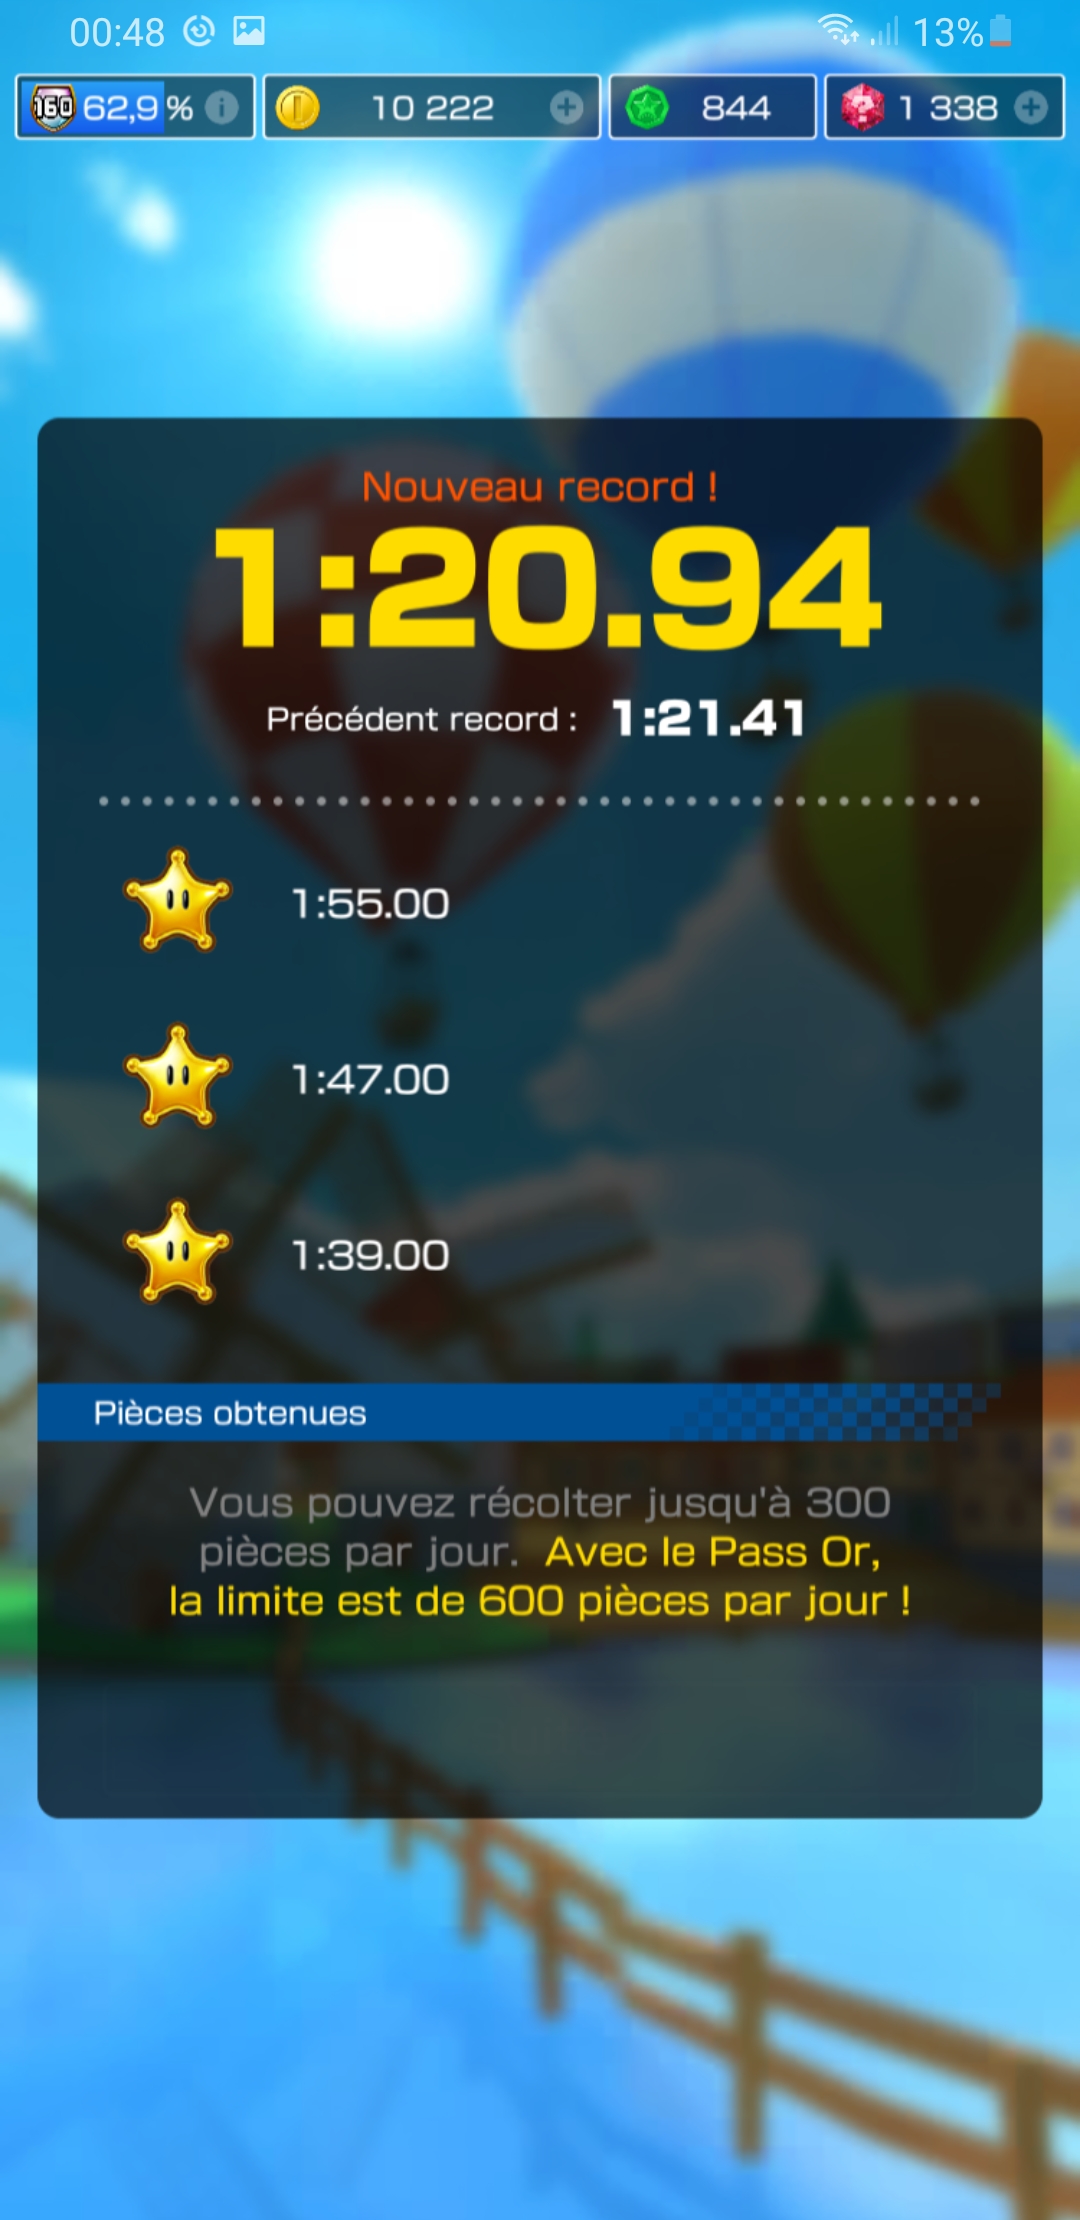 00:48 13%
160 62,9 % i 10 222 + 844 ? 1 338 +
Nouveau record !
1:20.94
Précédent record : 1:21.41
1:55.00
1:47.00
1:39.00
Pièces obtenues
Vous pouvez récolter jusqu'à 300
pièces par jour. Avec le Pass Or,
la limite est de 600 pièces par jour !